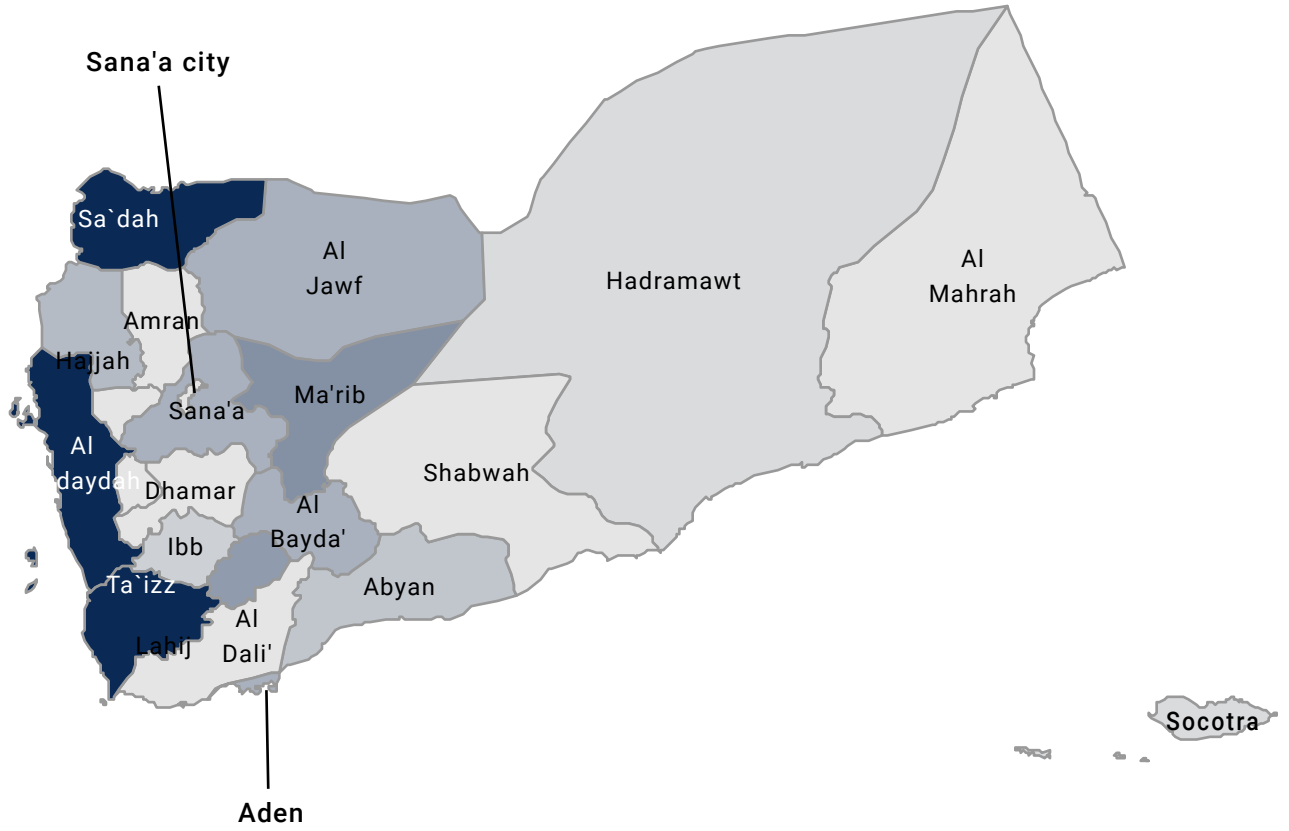 Sana'a city
Sa`dah
Al
Jawf
Hadramawt
Al
Mahrah
Amran
Hajjah
Ma'rib
Sana'a
Al
daydah
Shabwah
Dhamar
Al
Bayda'
Ibb
Ta`izz
Abyan
Al
Dali'
Lahij
Socotra
Aden